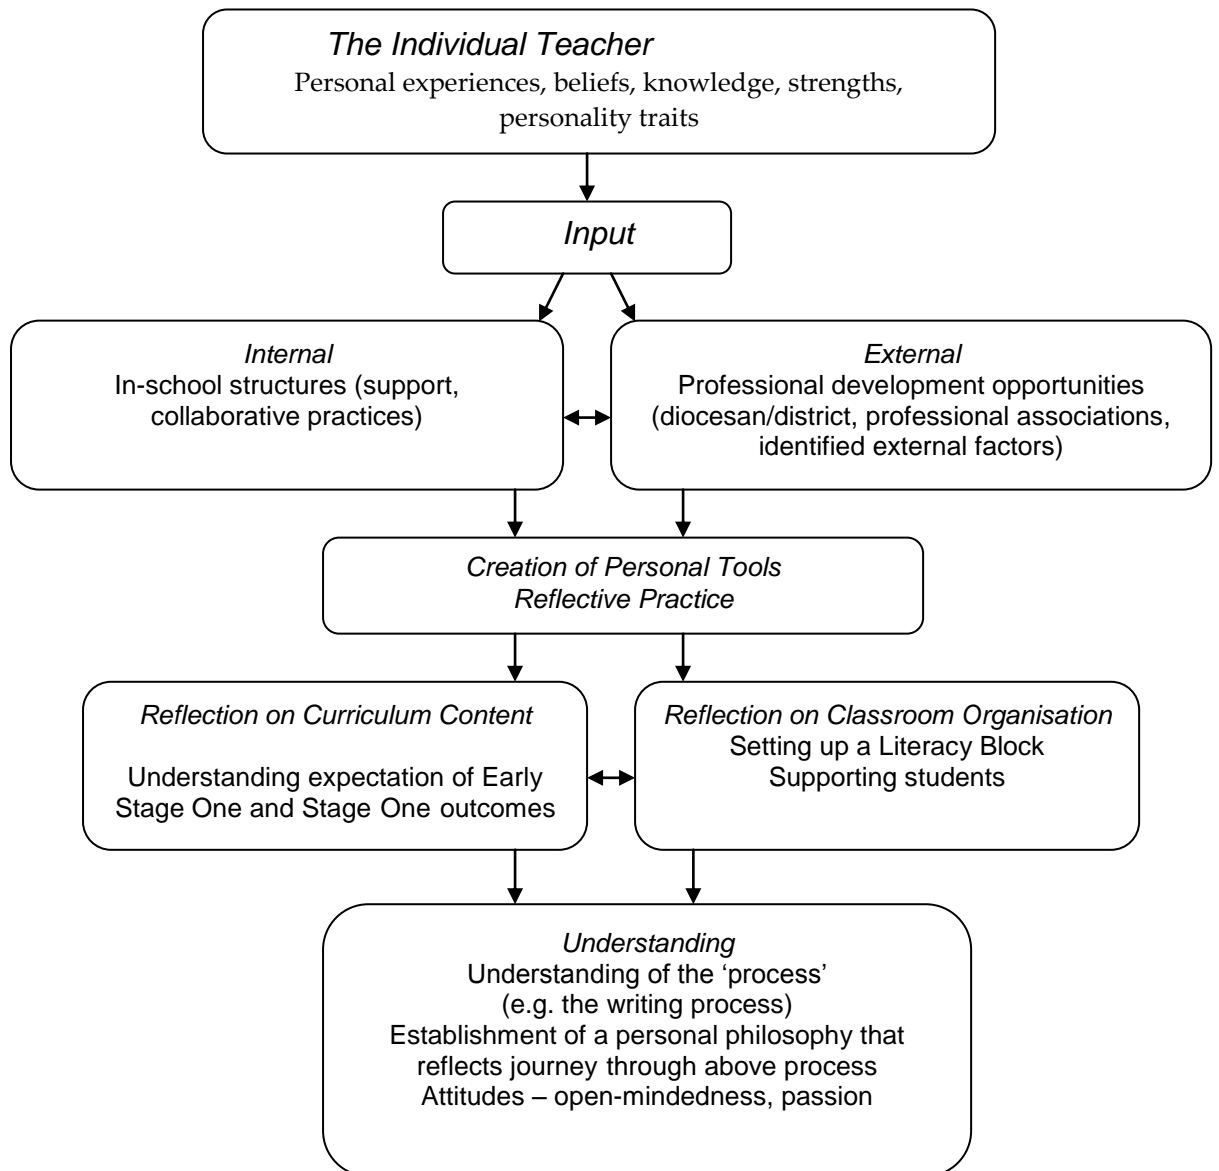 The Individual Teacher
Personal experiences, beliefs, knowledge, strengths,
personality traits
Input
Internal
In-school structures (support,
collaborative practices)
External
Professional development opportunities
(diocesan/district, professional associations,
identified external factors)
Creation of Personal Tools
Reflective Practice
Reflection on Curriculum Content
Understanding expectation of Early
Stage One and Stage One outcomes
Reflection on Classroom Organisation
Setting up a Literacy Block
Supporting students
Understanding
Understanding of the ‘process’
(e.g. the writing process)
Establishment of a personal philosophy that
reflects journey through above process
Attitudes – open-mindedness, passion